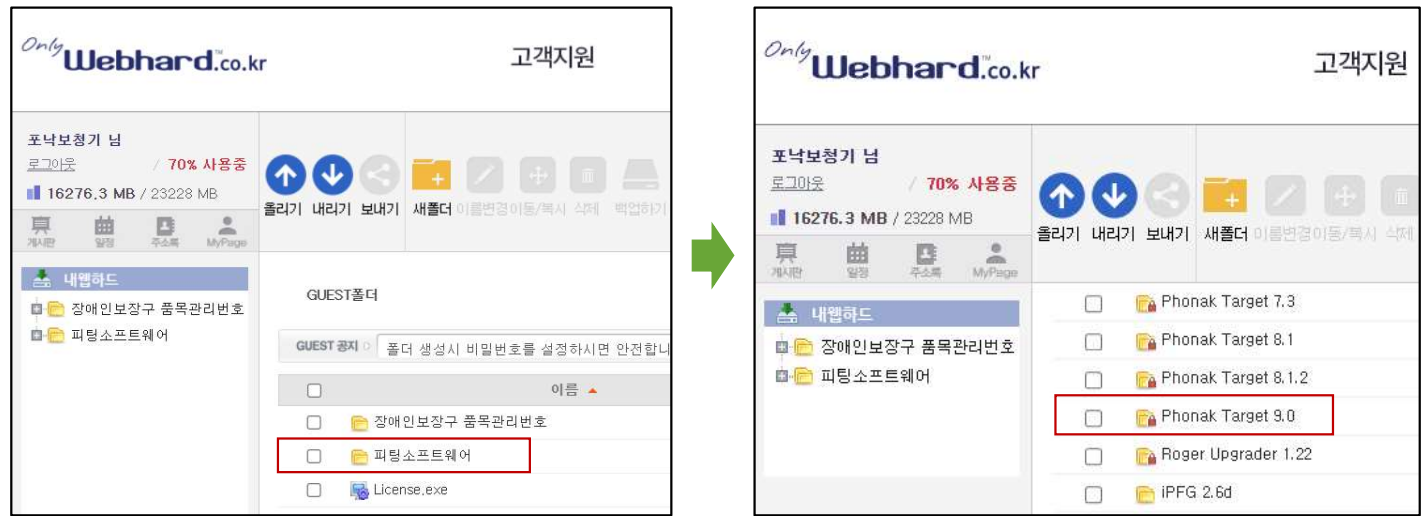 Only Webhard.co.kr
고객지원
포낙보청기 님
로그아웃 / 70% 사용중
16276.3 MB / 23228 MB
게시판 일정 주소록 MyPage
올리기 내리기 보내기 새폴더 이름변경 이동/복사 삭제 백업하기
내웹하드
장애인보장구 품목관리번호
피팅소프트웨어
GUEST폴더
GUEST 공지 폴더 생성시 비밀번호를 설정하시면 안전합니
이름
장애인보장구 품목관리번호
피팅소프트웨어
License.exe
Only Webhard.co.kr
고객지원
포낙보청기 님
로그아웃 / 70% 사용중
16276.3 MB / 23228 MB
게시판 일정 주소록 MyPage
올리기 내리기 보내기 새폴더 이름변경 이동/복사 삭제
내웹하드
장애인보장구 품목관리번호
피팅소프트웨어
Phonak Target 7.3
Phonak Target 8.1
Phonak Target 8.1.2
Phonak Target 9.0
Roger Upgrader 1.22
iPFG 2.6d